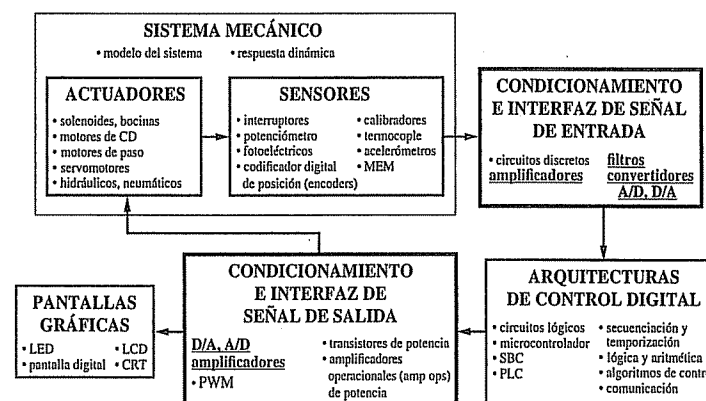 SISTEMA MECÁNICO
• modelo del sistema • respuesta dinámica
ACTUADORES
• solenoides, bocinas
• motores de CD
• motores de paso
• servomotores
• hidráulicos, neumáticos
SENSORES
• interruptores
• potenciómetro
• fotoeléctricos
• codificador digital
de posición (encoders)
• calibradores
• termocople
• acelerómetros
• MEM
CONDICIONAMIENTO
E INTERFAZ DE SEÑAL
DE ENTRADA
• circuitos discretos
amplificadores
filtros
convertidores
A/D, D/A
ARQUITECTURAS
DE CONTROL DIGITAL
• circuitos lógicos
• microcontrolador
• SBC
• PLC
• secuenciación y
temporización
• lógica y aritmética
• algoritmos de contro
• comunicación
CONDICIONAMIENTO
E INTERFAZ DE
SEÑAL DE SALIDA
D/A, A/D
amplificadores
• PWM
• transistores de potencia
• amplificadores
operacionales (amp ops)
de potencia
PANTALLAS
GRÁFICAS
• LED
• pantalla digital
• LCD
• CRT